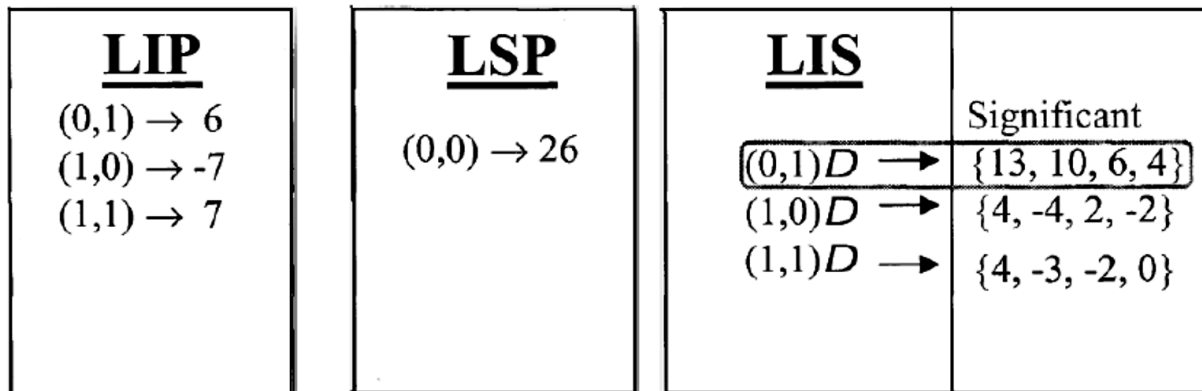 LIP
(0,1) → 6
(1,0) → -7
(1,1) → 7
LSP
(0,0) → 26
LIS
Significant
(0,1)D → {13, 10, 6, 4}
(1,0)D → {4, -4, 2, -2}
(1,1)D → {4, -3, -2, 0}